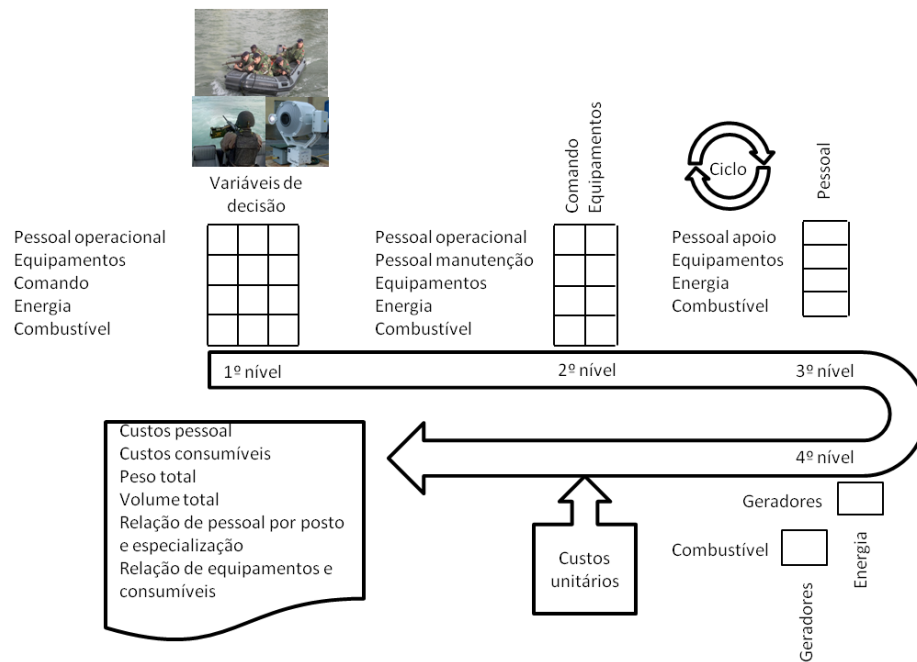 Variáveis de
decisão
Pessoal operacional
Equipamentos
Comando
Energia
Combustível
Comando
Equipamentos
Pessoal operacional
Pessoal manutenção
Equipamentos
Energia
Combustível
Ciclo
Pessoal
Pessoal apoio
Equipamentos
Energia
Combustível
1º nível
2º nível
3º nível
4º nível
Custos pessoal
Custos consumíveis
Peso total
Volume total
Relação de pessoal por posto
e especialização
Relação de equipamentos e
consumíveis
Custos
unitários
Geradores
Energia
Combustível
Geradores